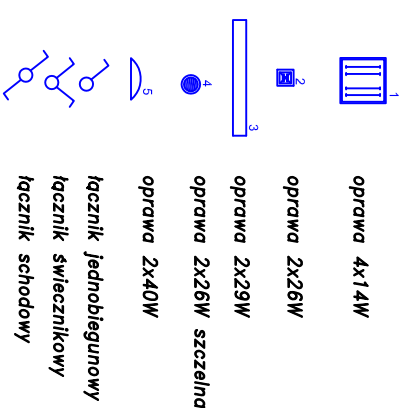 1 oprawa 4x14W
2 oprawa 2x26W
3 oprawa 2x29W
4 oprawa 2x26W szczelna
5 oprawa 2x40W
łącznik jednobiegunowy
łącznik świecznikowy
łącznik schodowy